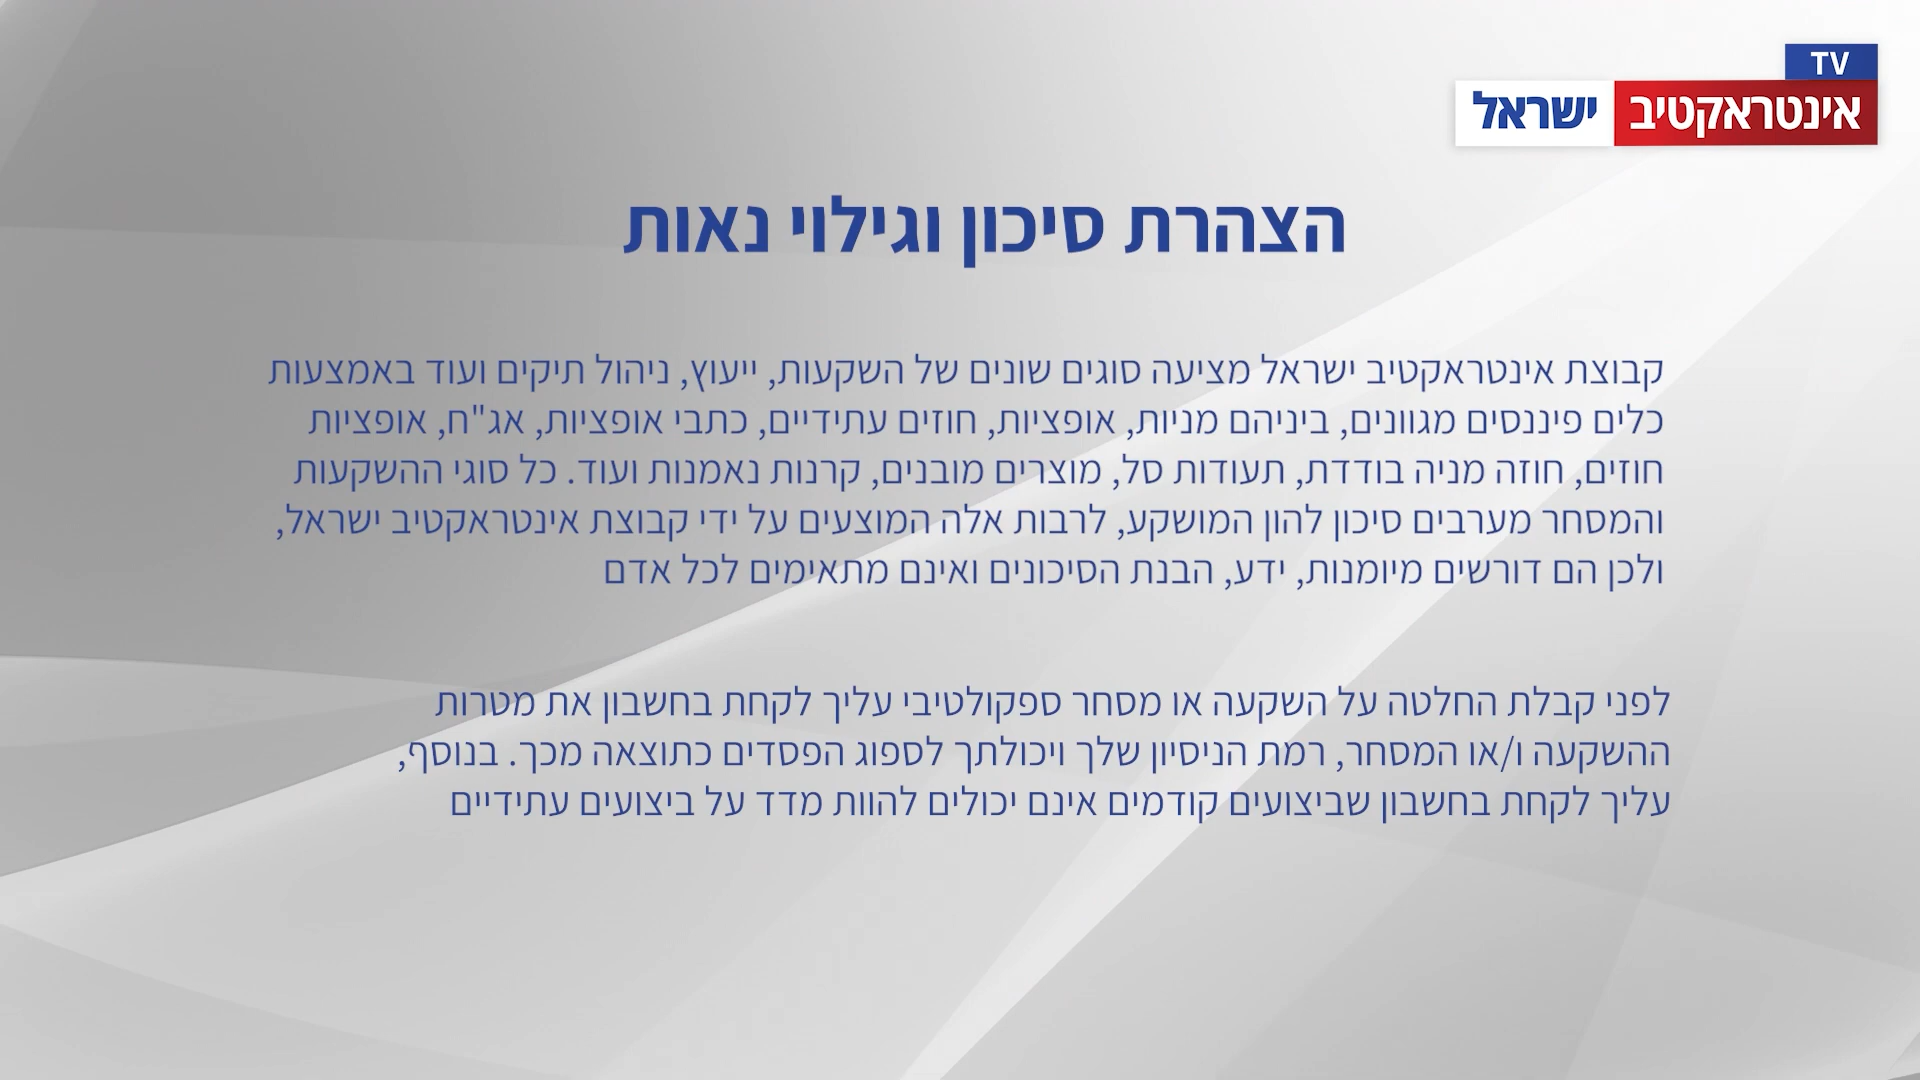 TV
אינטראקטיב ישראל
הצהרת סיכון וגילוי נאות
קבוצת אינטראקטיב ישראל מציעה סוגים שונים של השקעות, ייעוץ, ניהול תיקים ועוד באמצעות
כלים פיננסים מגוונים, ביניהם מניות, אופציות, חוזים עתידיים, כתבי אופציות, אג"ח, אופציות
חוזים, חוזה מניה בודדת, תעודות סל, מוצרים מובנים, קרנות נאמנות ועוד. כל סוגי ההשקעות
והמסחר מערבים סיכון להון המושקע, לרבות אלה המוצעים על ידי קבוצת אינטראקטיב ישראל,
ולכן הם דורשים מיומנות, ידע, הבנת הסיכונים ואינם מתאימים לכל אדם
לפני קבלת החלטה על השקעה או מסחר ספקולטיבי עליך לקחת בחשבון את מטרות
ההשקעה ו/או המסחר, רמת הניסיון שלך ויכולתך לספוג הפסדים כתוצאה מכך. בנוסף,
עליך לקחת בחשבון שביצועים קודמים אינם יכולים להוות מדד על ביצועים עתידיים